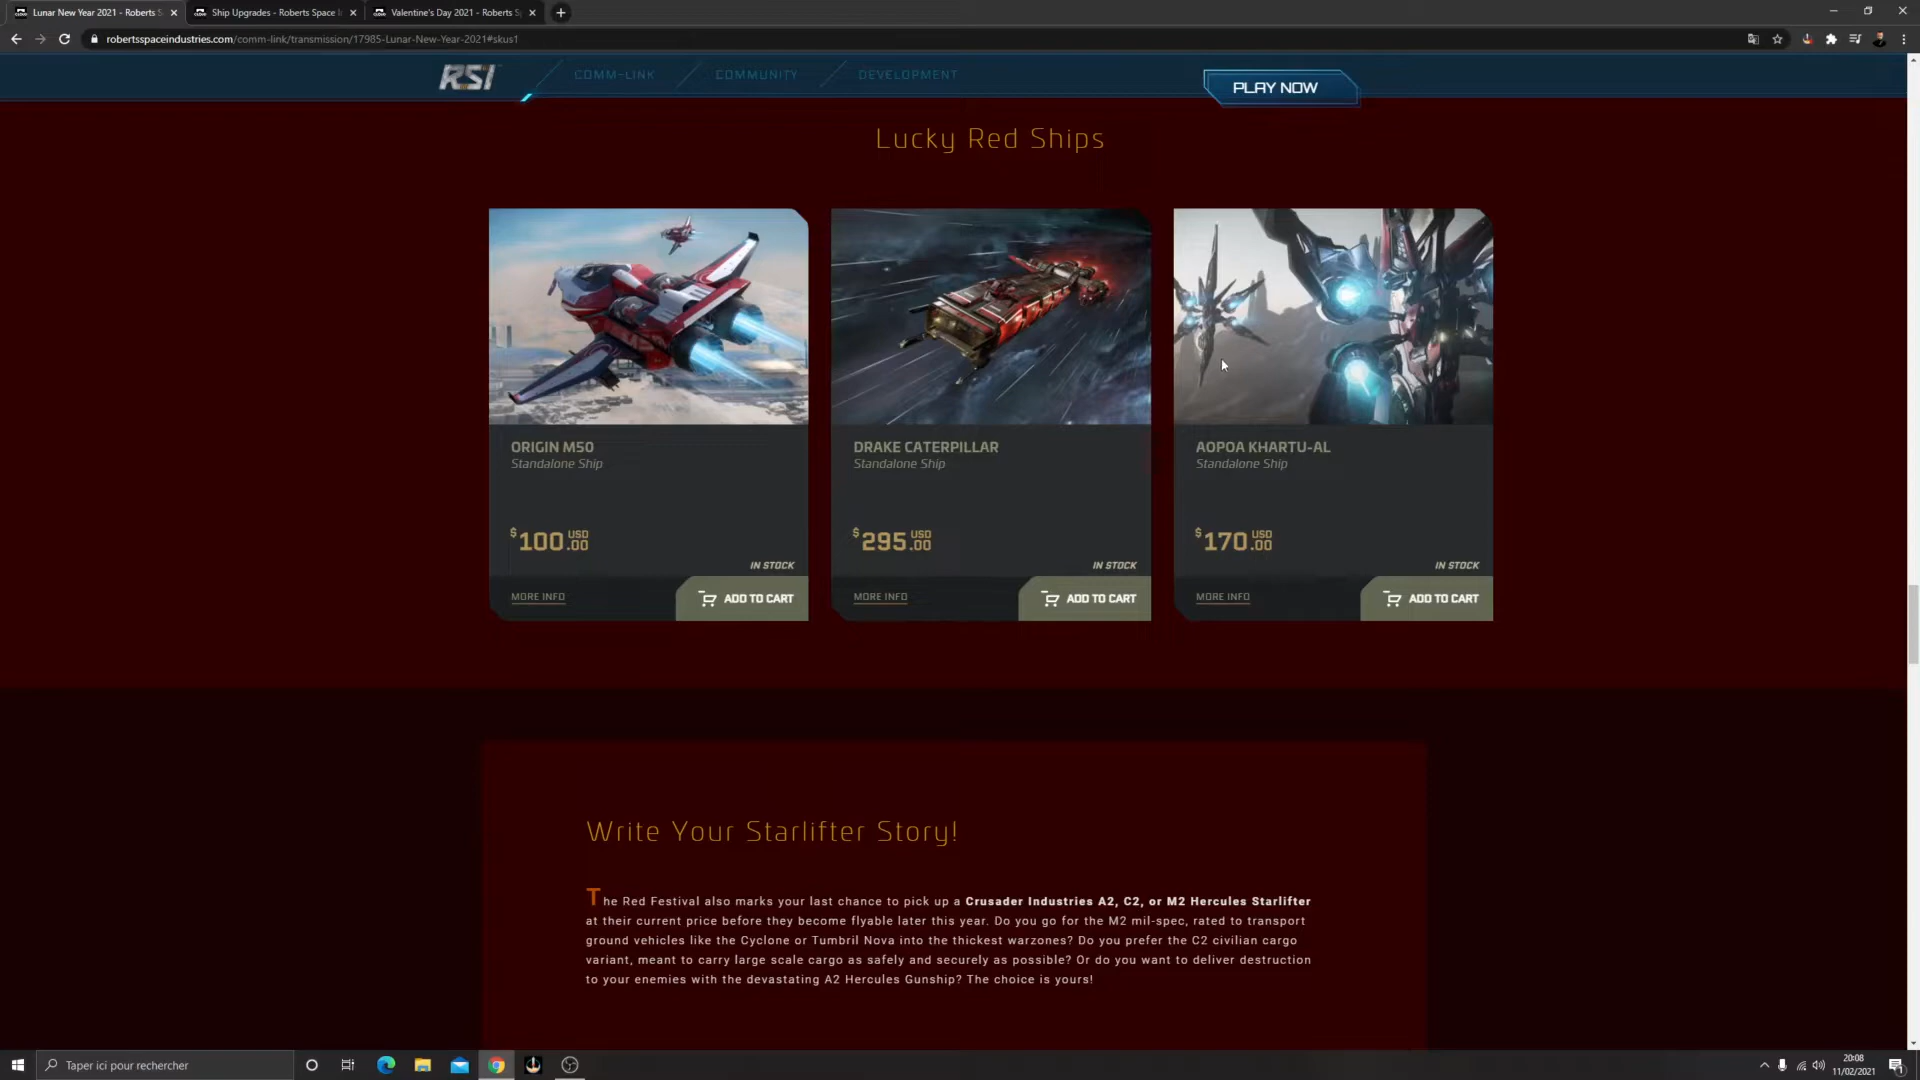 Lunar New Year 2021 - Roberts S
Ship Upgrades - Roberts Space I
Valentine's Day 2021 - Roberts S
robertsspaceindustries.com/comm-link/transmission/17985-Lunar-New-Year-2021#skus1
RSI
COMM-LINK
COMMUNITY
DEVELOPMENT
PLAY NOW
Lucky Red Ships
ORIGIN M50
Standalone Ship
$100 USD .00
IN STOCK
MORE INFO
ADD TO CART
DRAKE CATERPILLAR
Standalone Ship
$295 USD .00
IN STOCK
MORE INFO
ADD TO CART
AOPOA KHARTU-AL
Standalone Ship
$170 USD .00
IN STOCK
MORE INFO
ADD TO CART
Write Your Starlifter Story!
The Red Festival also marks your last chance to pick up a Crusader Industries A2, C2, or M2 Hercules Starlifter
at their current price before they become flyable later this year. Do you go for the M2 mil-spec, rated to transport
ground vehicles like the Cyclone or Tumbril Nova into the thickest warzones? Do you prefer the C2 civilian cargo
variant, meant to carry large scale cargo as safely and securely as possible? Or do you want to deliver destruction
to your enemies with the devastating A2 Hercules Gunship? The choice is yours!
Taper ici pour rechercher
20:08
11/02/2021